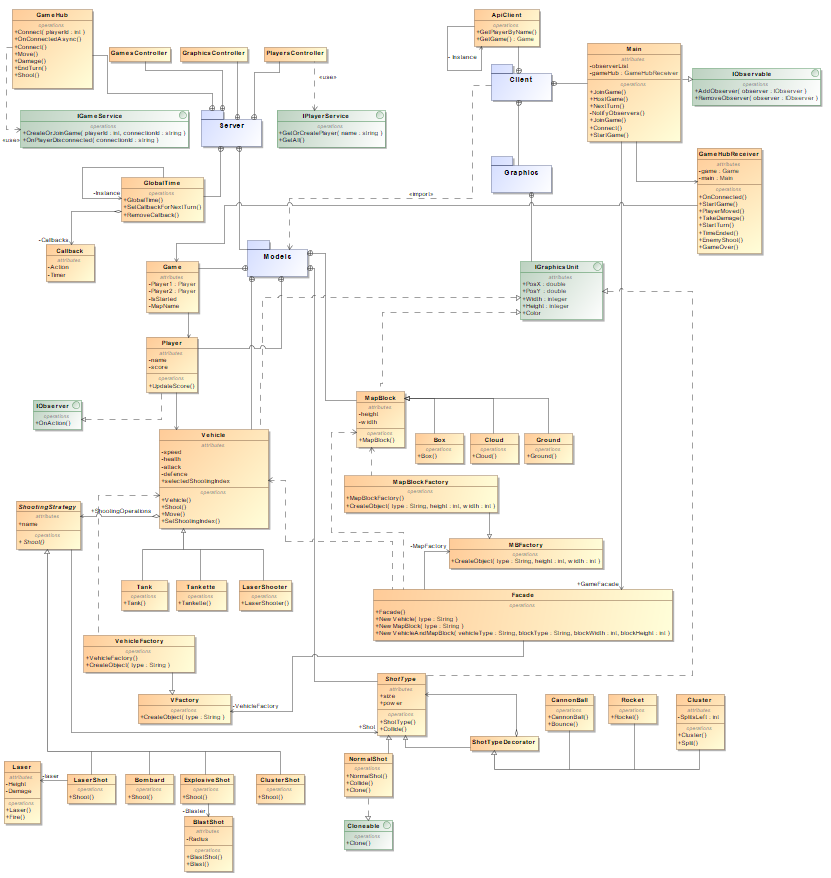 GameHub
operations
+Connect( playerId : int )
+OnConnectedAsync()
+Connect()
+Move()
+Damage()
+EndTurn()
+Shoot()
GamesController
GraphicsController
PlayersController
«use»
IGameService
operations
+CreateOrJoinGame( playerId : int, connectionId : string )
+OnPlayerDisconnected( connectionId : string )
«use»
Server
IPlayerService
operations
+GetOrCreatePlayer( name : string )
+GetAll()
ApiClient
operations
+GetPlayerByName()
+GetGame() : Game
- Instance
Client
Graphics
Main
attributes
-observerList
-gameHub : GameHubReceiver
operations
+JoinGame()
+HostGame()
+NextTurn()
-NotifyObservers()
+JoinGame()
+Connect()
+StartGame()
IObservable
operations
+AddObserver( observer : IObserver )
+RemoveObserver( observer : IObserver )
GameHubReceiver
attributes
-game : Game
-main : Main
operations
+OnConnected()
+StartGame()
+PlayerMoved()
+TakeDamage()
+StartTurn()
+TimeEnded()
+EnemyShoot()
+GameOver()
GlobalTime
operations
+GlobalTime()
+SetCallbackForNextTurn()
+RemoveCallback()
-Instance
«import»
-Callbacks
Callback
attributes
-Action
-Timer
Models
Game
attributes
-Player1 : Player
-Player2 : Player
-IsStarted
-MapName
IGraphicsUnit
attributes
+PosX : double
+PosY : double
+Width : integer
+Height : integer
+Color
Player
attributes
-name
-score
operations
+UpdateScore()
IObserver
operations
+OnAction()
MapBlock
attributes
-height
-width
operations
+MapBlock()
Box
operations
+Box()
Cloud
operations
+Cloud()
Ground
operations
+Ground()
Vehicle
attributes
-speed
-health
-attack
-defence
+selectedShootingIndex
operations
+Vehicle()
+Shoot()
+Move()
+SetShootingIndex()
MapBlockFactory
operations
+MapBlockFactory()
+CreateObject( type : String, height : int, width : int )
ShootingStrategy
attributes
+name
operations
+ Shoot()
+ShootingOperations
-MapFactory
MBFactory
operations
+CreateObject( type : String, height : int, width : int )
Tank
operations
+Tank()
Tankette
operations
+Tankette()
LaserShooter
operations
+LaserShooter()
+GameFacade
Facade
operations
+Facade()
+New Vehicle( type : String )
+New MapBlock( type : String )
+New VehicleAndMapBlock( vehicleType : String, blockType : String, blockWidth : int, blockHeight : int )
VehicleFactory
operations
+VehicleFactory()
+CreateObject( type : String )
VFactory
operations
+CreateObject( type : String )
-VehicleFactory
ShotType
attributes
+size
+power
operations
+ShotType()
+Collide()
+Shot
ShotTypeDecorator
CannonBall
operations
+CannonBall()
+Bounce()
Rocket
operations
+Rocket()
Cluster
attributes
-SplitsLeft : int
operations
+Cluster()
+Split()
NormalShot
operations
+NormalShot()
+Collide()
+Clone()
Laser
attributes
-Height
-Damage
operations
+Laser()
+Fire()
-laser
LaserShot
operations
+Shoot()
Bombard
operations
+Shoot()
ExplosiveShot
operations
+Shoot()
ClusterShot
operations
+Shoot()
-Blaster
BlastShot
attributes
-Radius
operations
+BlastShot()
+Blast()
Cloneable
operations
+Clone()